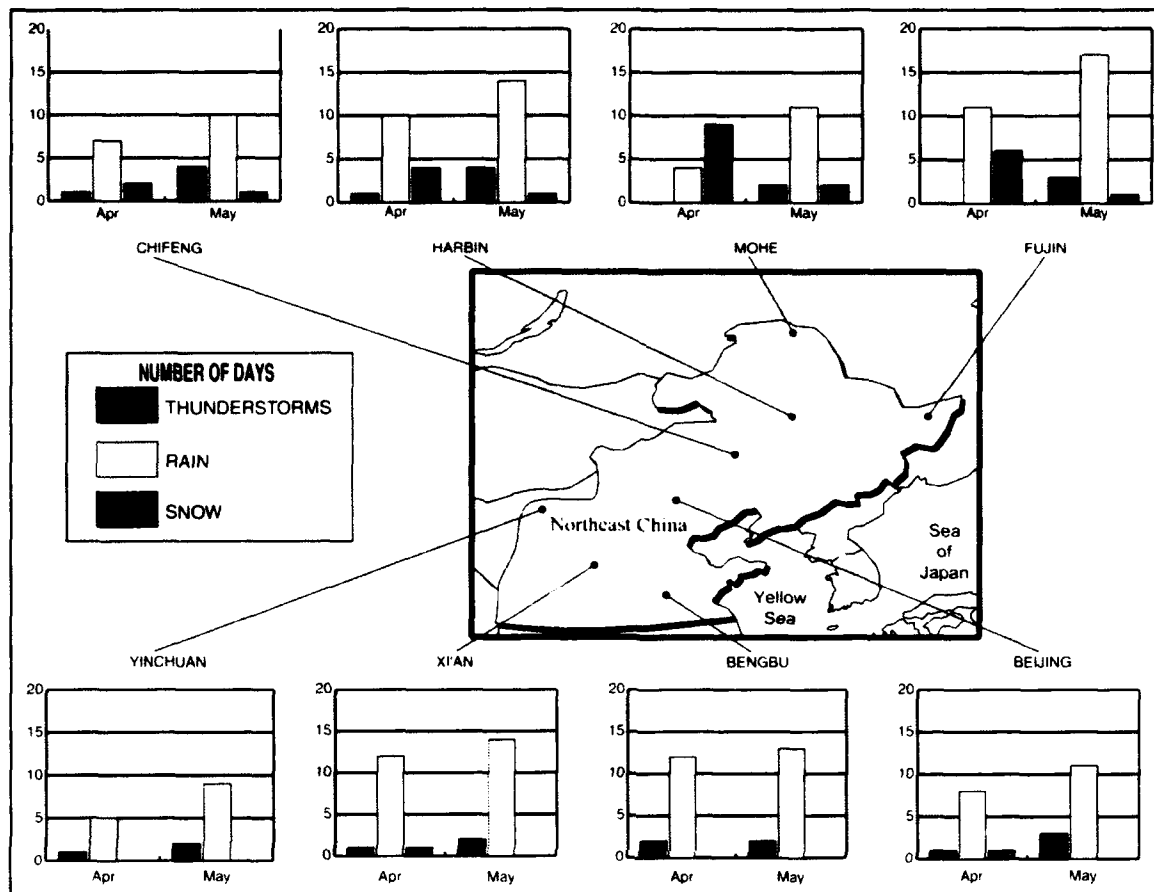 20
15
10
5
0
Apr May
20
15
10
5
0
Apr May
20
15
10
5
0
Apr May
20
15
10
5
0
Apr May
CHIFENG HARBIN MOHE FUJIN
NUMBER OF DAYS
THUNDERSTORMS
RAIN
SNOW
Northeast China
Sea
of
Japan
Yellow
Sea
YINCHUAN XI'AN BENGBU BEIJING
20
15
10
5
0
Apr May
20
15
10
5
0
Apr May
20
15
10
5
0
Apr May
20
15
10
5
0
Apr May